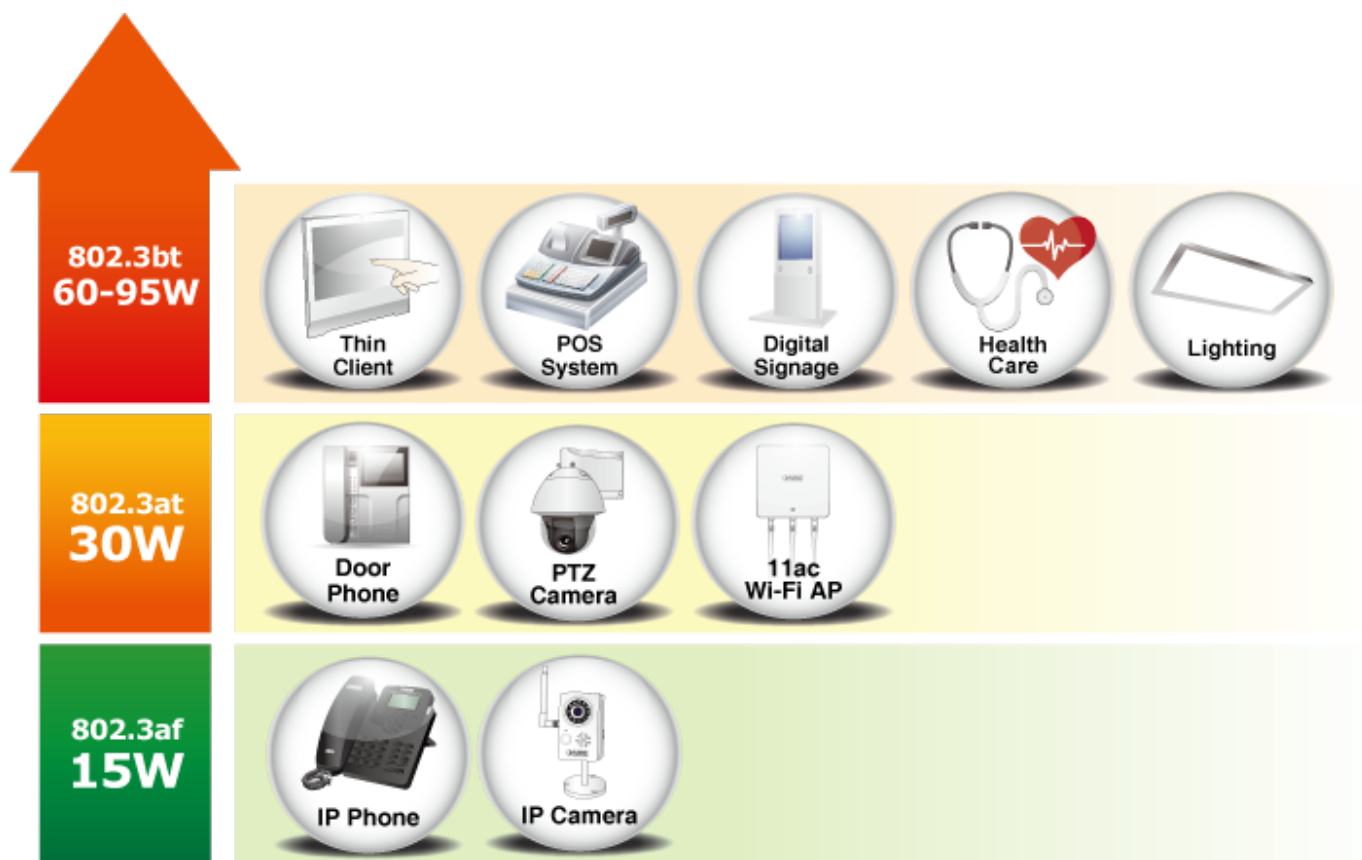 802.3bt
60-95W
Thin
Client
POS
System
Digital
Signage
Health
Care
Lighting
802.3at
30W
Door
Phone
PTZ
Camera
11ac
Wi-Fi AP
802.3af
15W
IP Phone
IP Camera